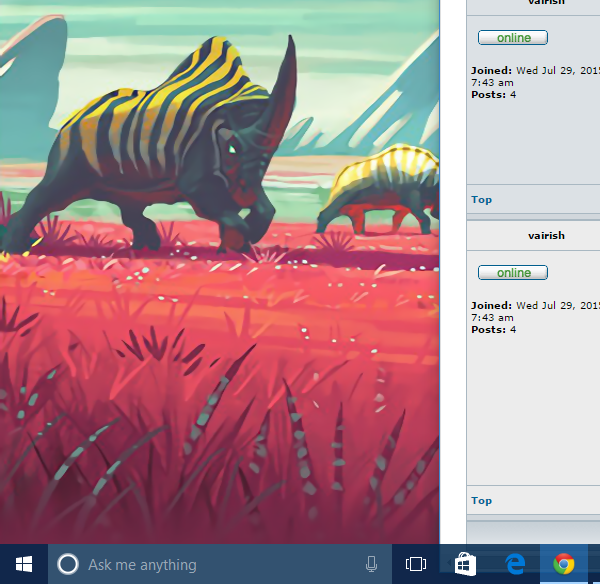 vairish
online
Joined: Wed Jul 29, 2015
7:43 am
Posts: 4
Top
vairish
online
Joined: Wed Jul 29, 2015
7:43 am
Posts: 4
Top
Ask me anything